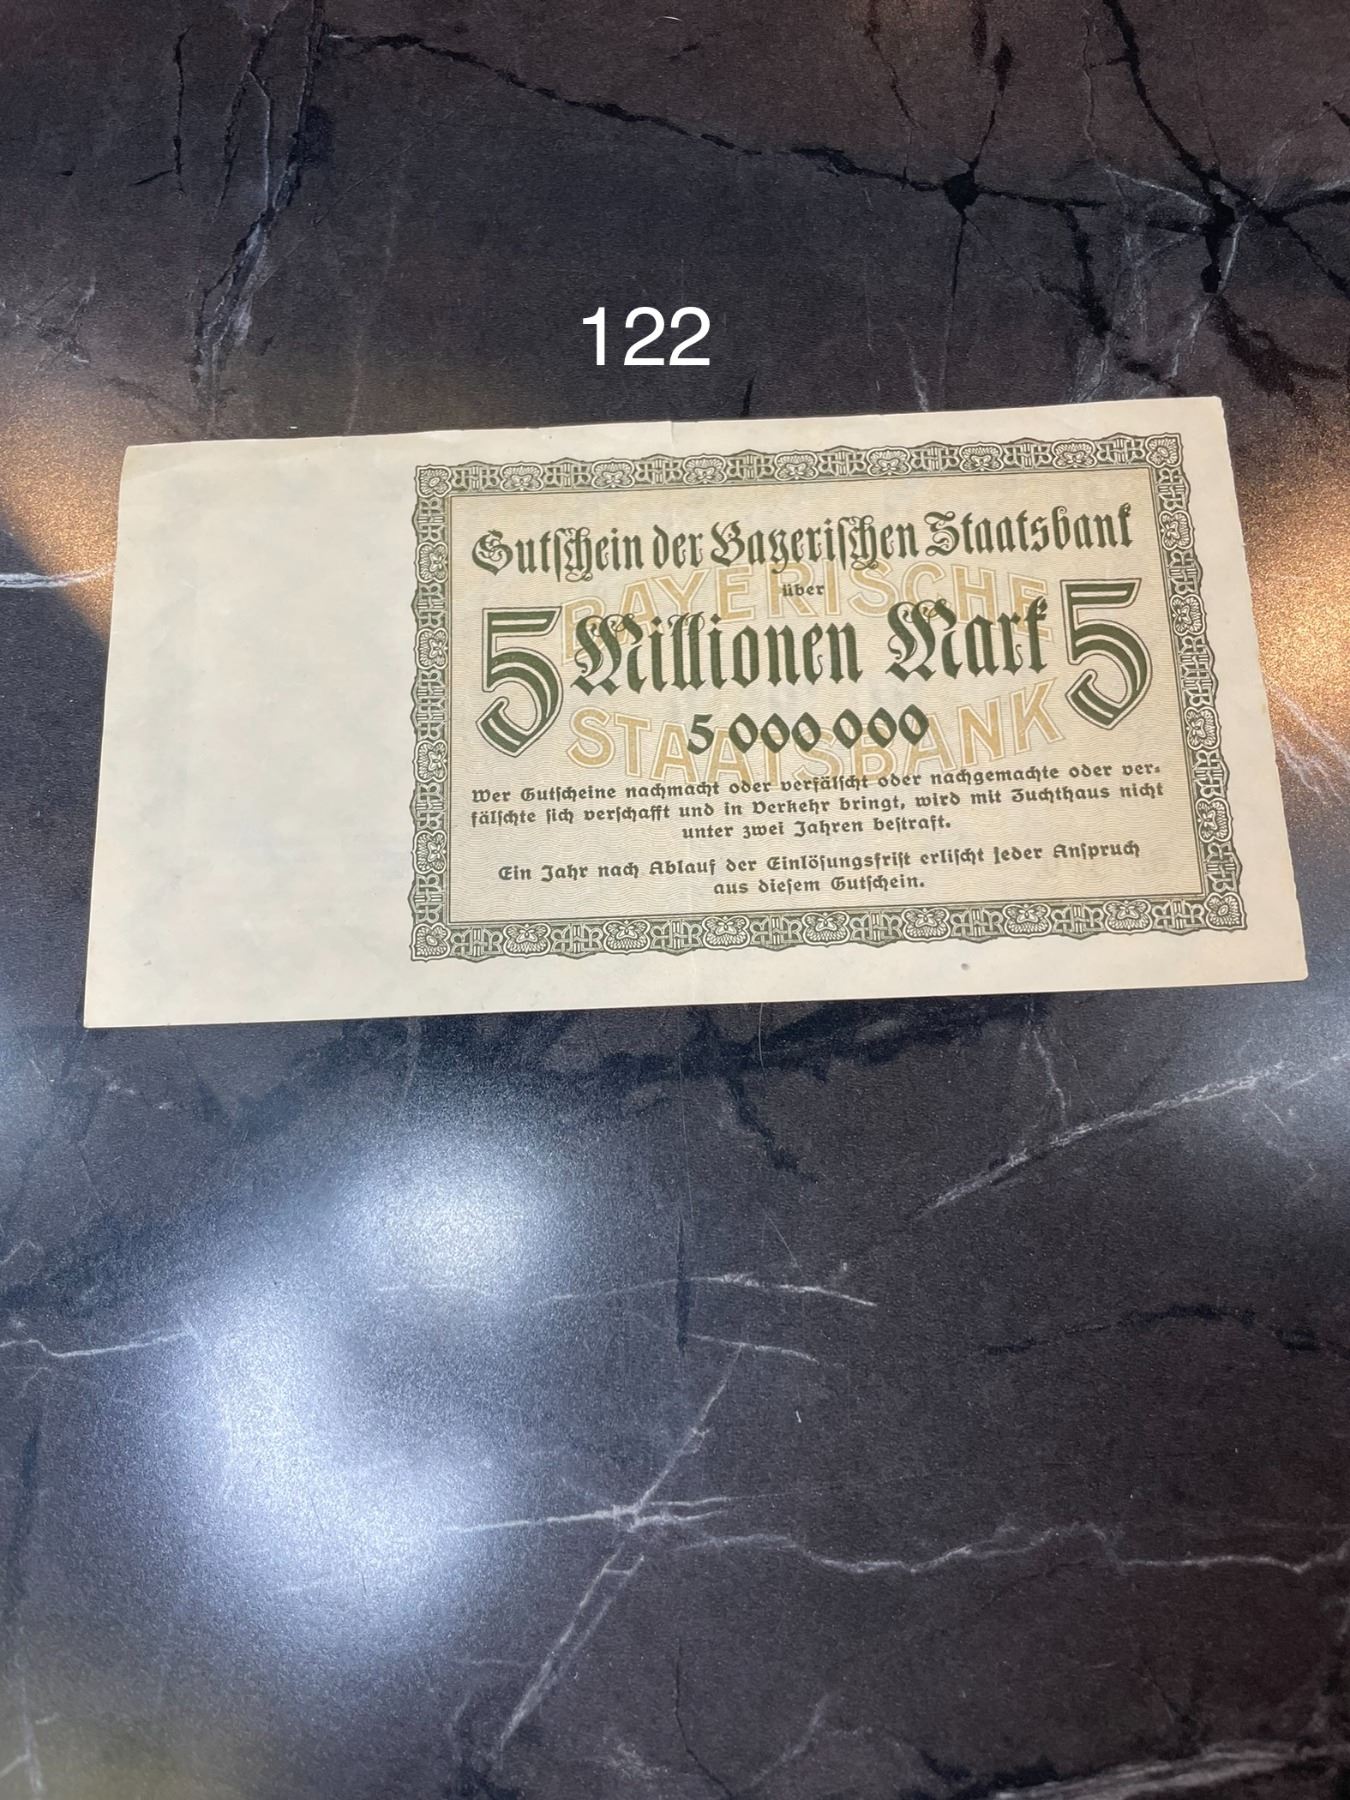 122
Gutschein der Bayerischen Staatsbank
über
5 Millionen Mark 5
BAYERISCHE
STAATSBANK
5 000 000
Wer Gutscheine nachmacht oder verfälscht oder nachgemachte oder ver-
fälschte sich verschafft und in Verkehr bringt, wird mit Zuchthaus nicht
unter zwei Jahren bestraft.
Ein Jahr nach Ablauf der Einlösungsfrist erlischt jeder Anspruch
aus diesem Gutschein.